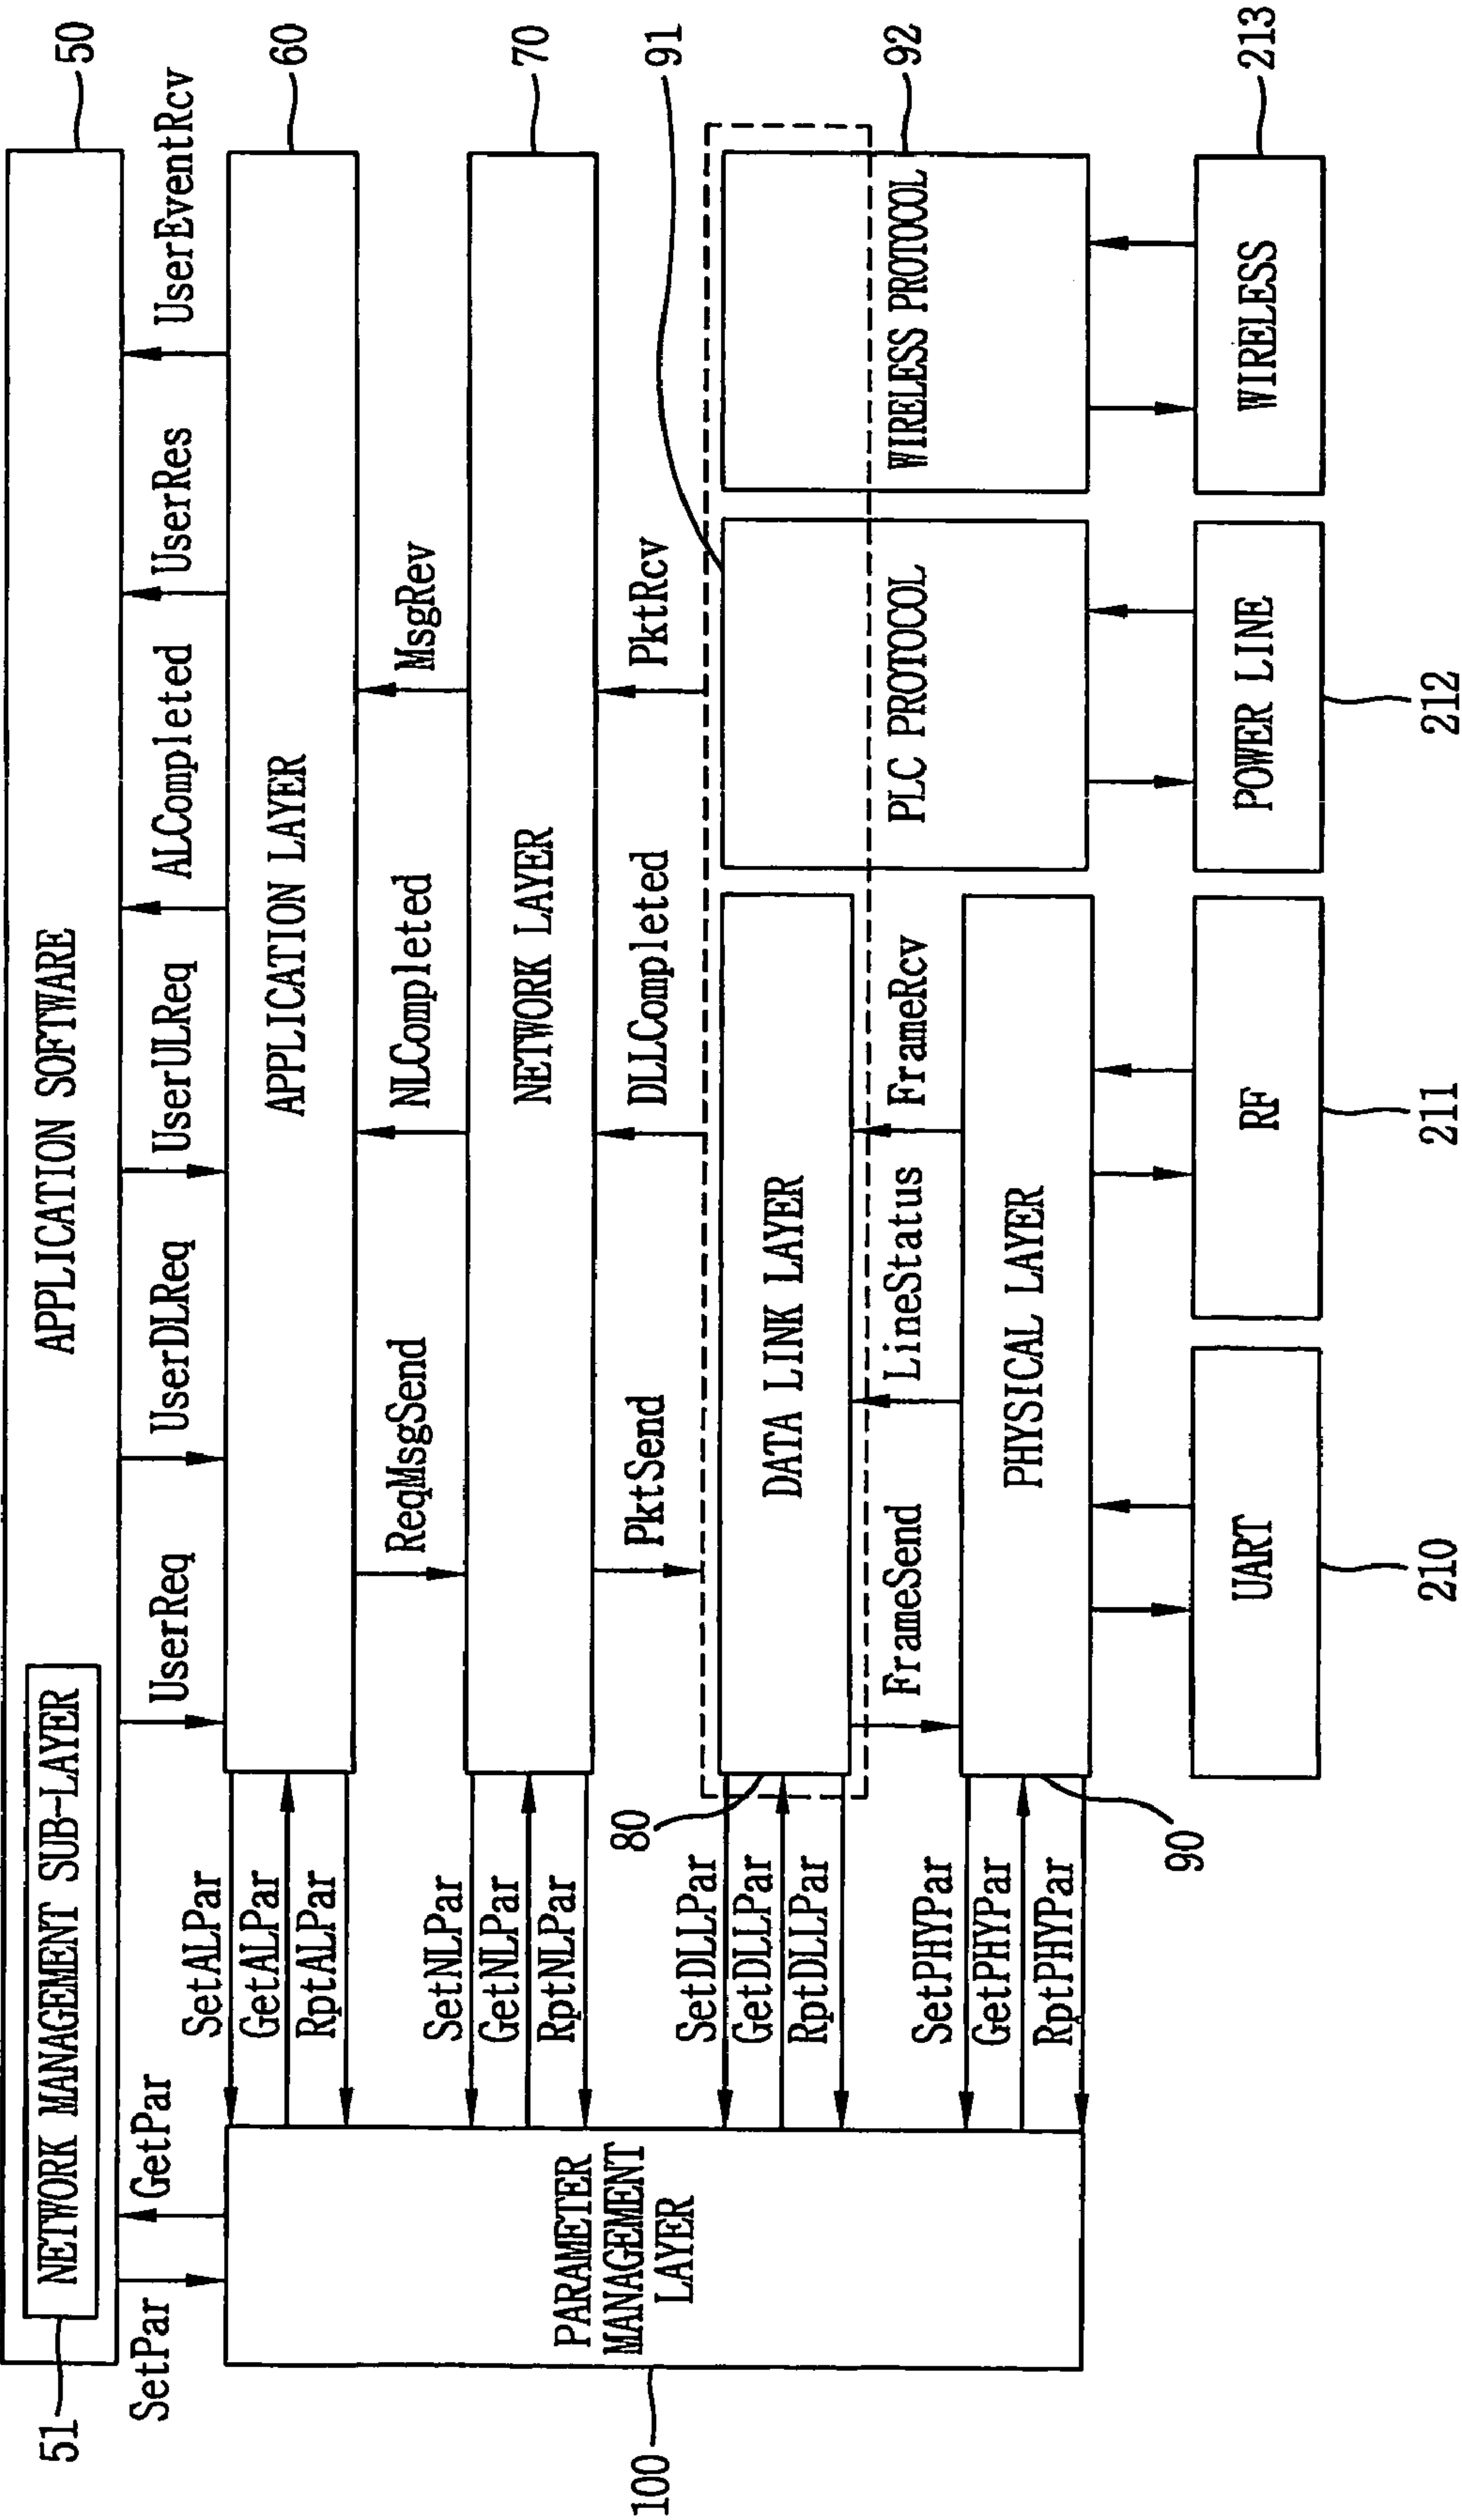 51
NETWORK MANAGEMENT SUB-LAYER
APPLICATION SOFTWARE
50
SetPar
GetPar
UserReq
UserDLReq
UserULReq
ALCompleted
UserRes
UserEventRcv
SetALPar
GetALPar
RptALPar
APPLICATION LAYER
60
ReqMsgSend
NLCompleted
MsgRev
SetNLPar
GetNLPar
RptNLPar
NETWORK LAYER
70
100
PARAMETER
MANAGEMENT
LAYER
80
PktSend
DLLCompleted
PktRcv
91
SetDLLPar
GetDLLPar
RptDLLPar
DATA LINK LAYER
PLC PROTOCOL
WIRELESS PROTOCOL
92
FrameSend
LineStatus
FrameRcv
SetPHYPar
GetPHYPar
RptPHYPar
PHYSICAL LAYER
90
UART
RF
POWER LINE
WIRELESS
213
210
211
212